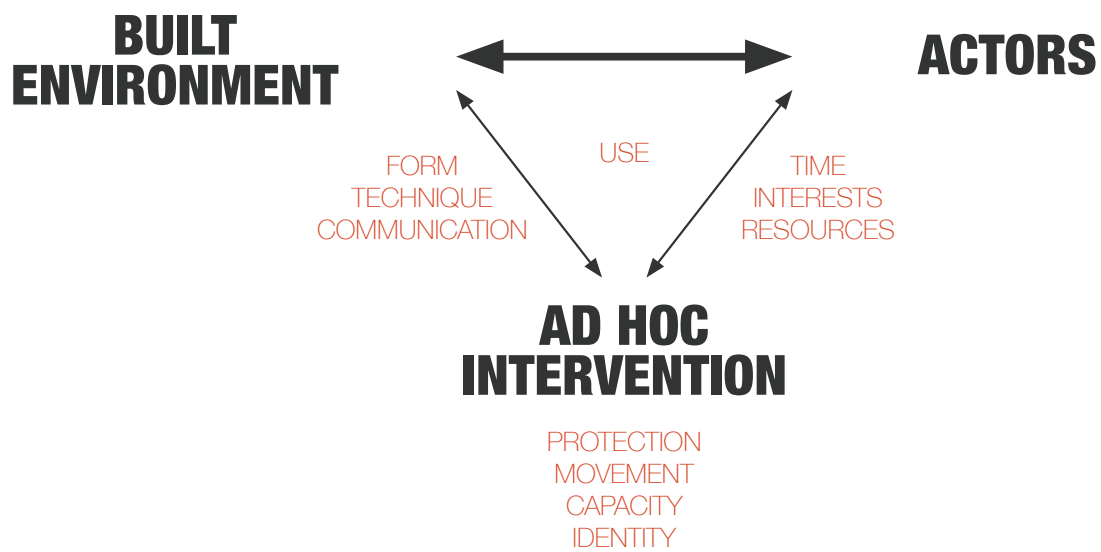 BUILT
ENVIRONMENT
ACTORS
USE
FORM
TECHNIQUE
COMMUNICATION
TIME
INTERESTS
RESOURCES
AD HOC
INTERVENTION
PROTECTION
MOVEMENT
CAPACITY
IDENTITY